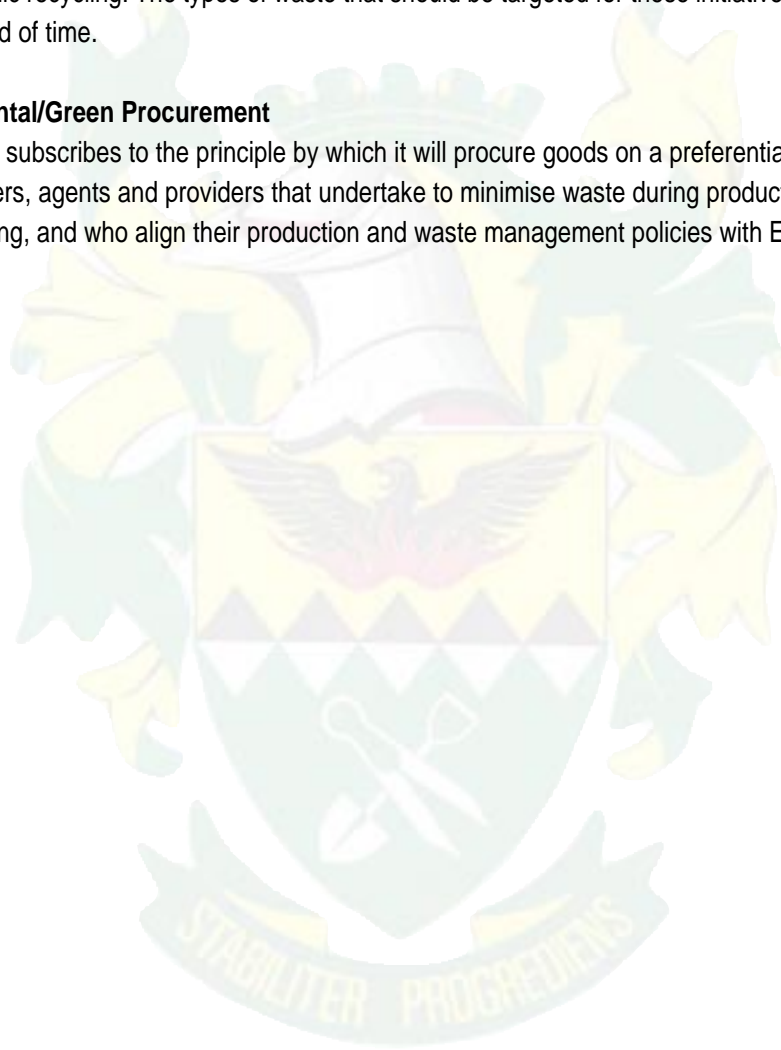 recycling. The types of waste that should be targeted for these initiative
d of time.
ntal/Green Procurement
subscribes to the principle by which it will procure goods on a preferentia
ers, agents and providers that undertake to minimise waste during product
ng, and who align their production and waste management policies with E
STABILITER PROGREDIENS